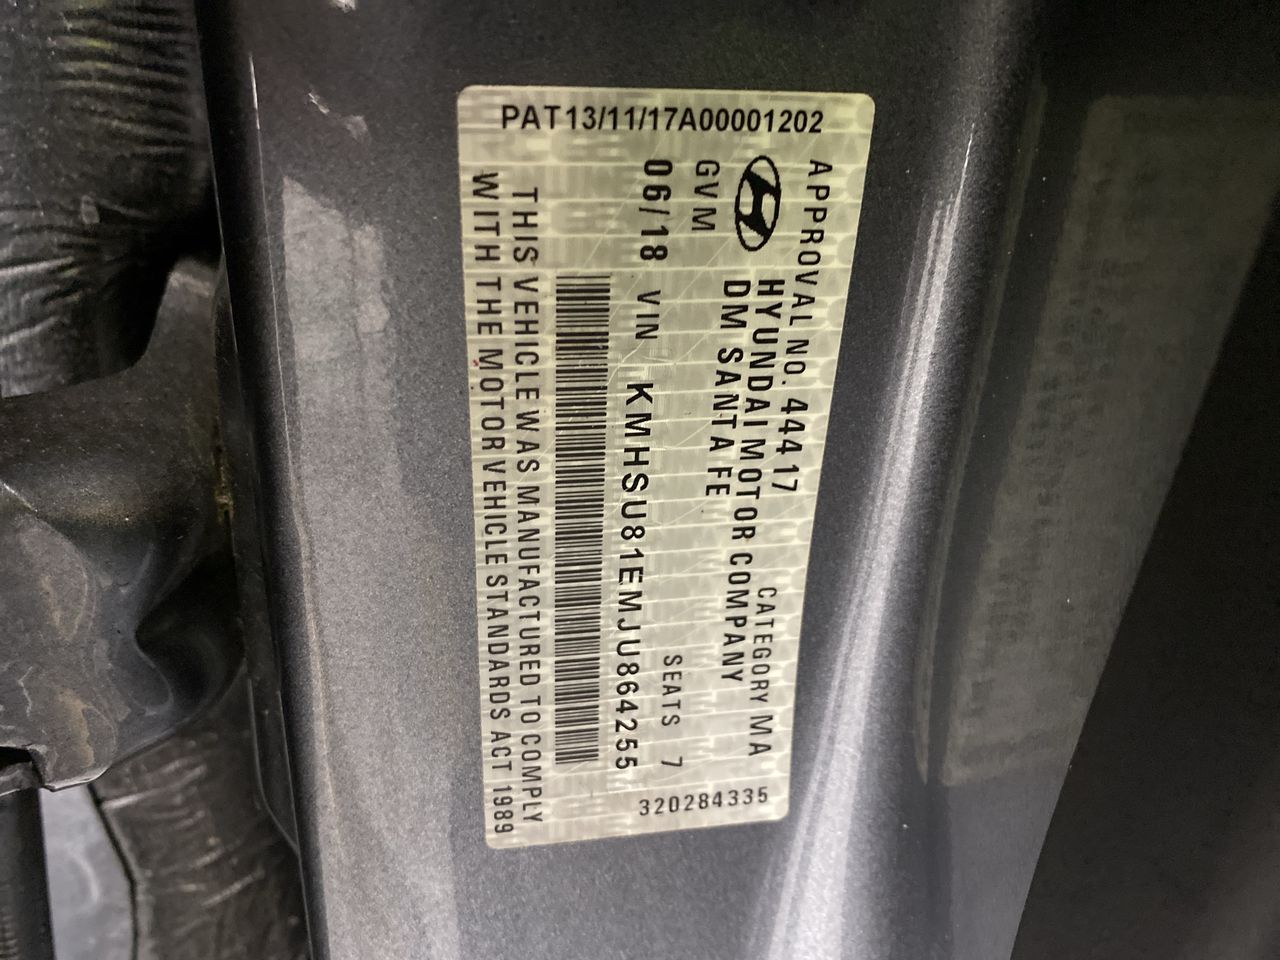 PAT13/11/17A00001202
APPROVAL NO. 44417 CATEGORY MA
HYUNDAI MOTOR COMPANY
DM SANTA FE
GVM SEATS 7
06/18 VIN KMHSU81EMJU864255
THIS VEHICLE WAS MANUFACTURED TO COMPLY
WITH THE MOTOR VEHICLE STANDARDS ACT 1989
320284335